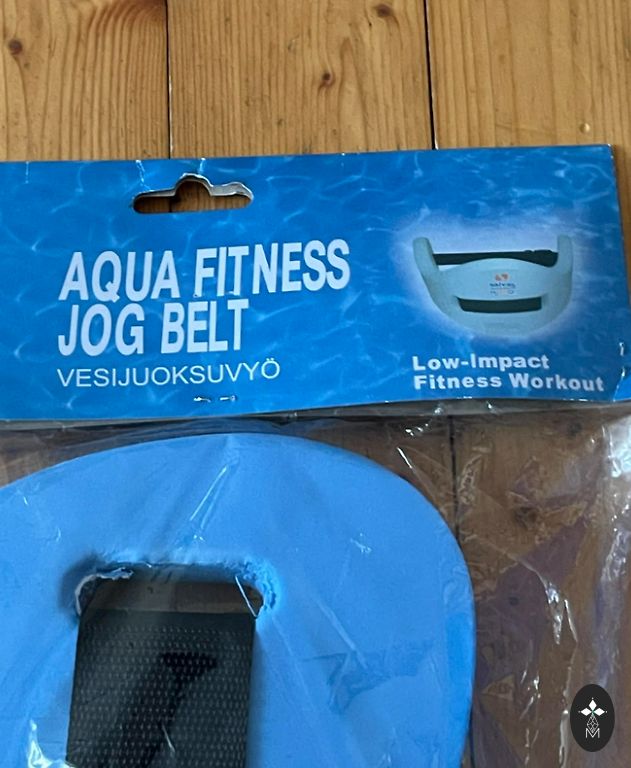 AQUA FITNESS
JOG BELT
VESIJUOKSUVYÖ
Low-Impact
Fitness Workout